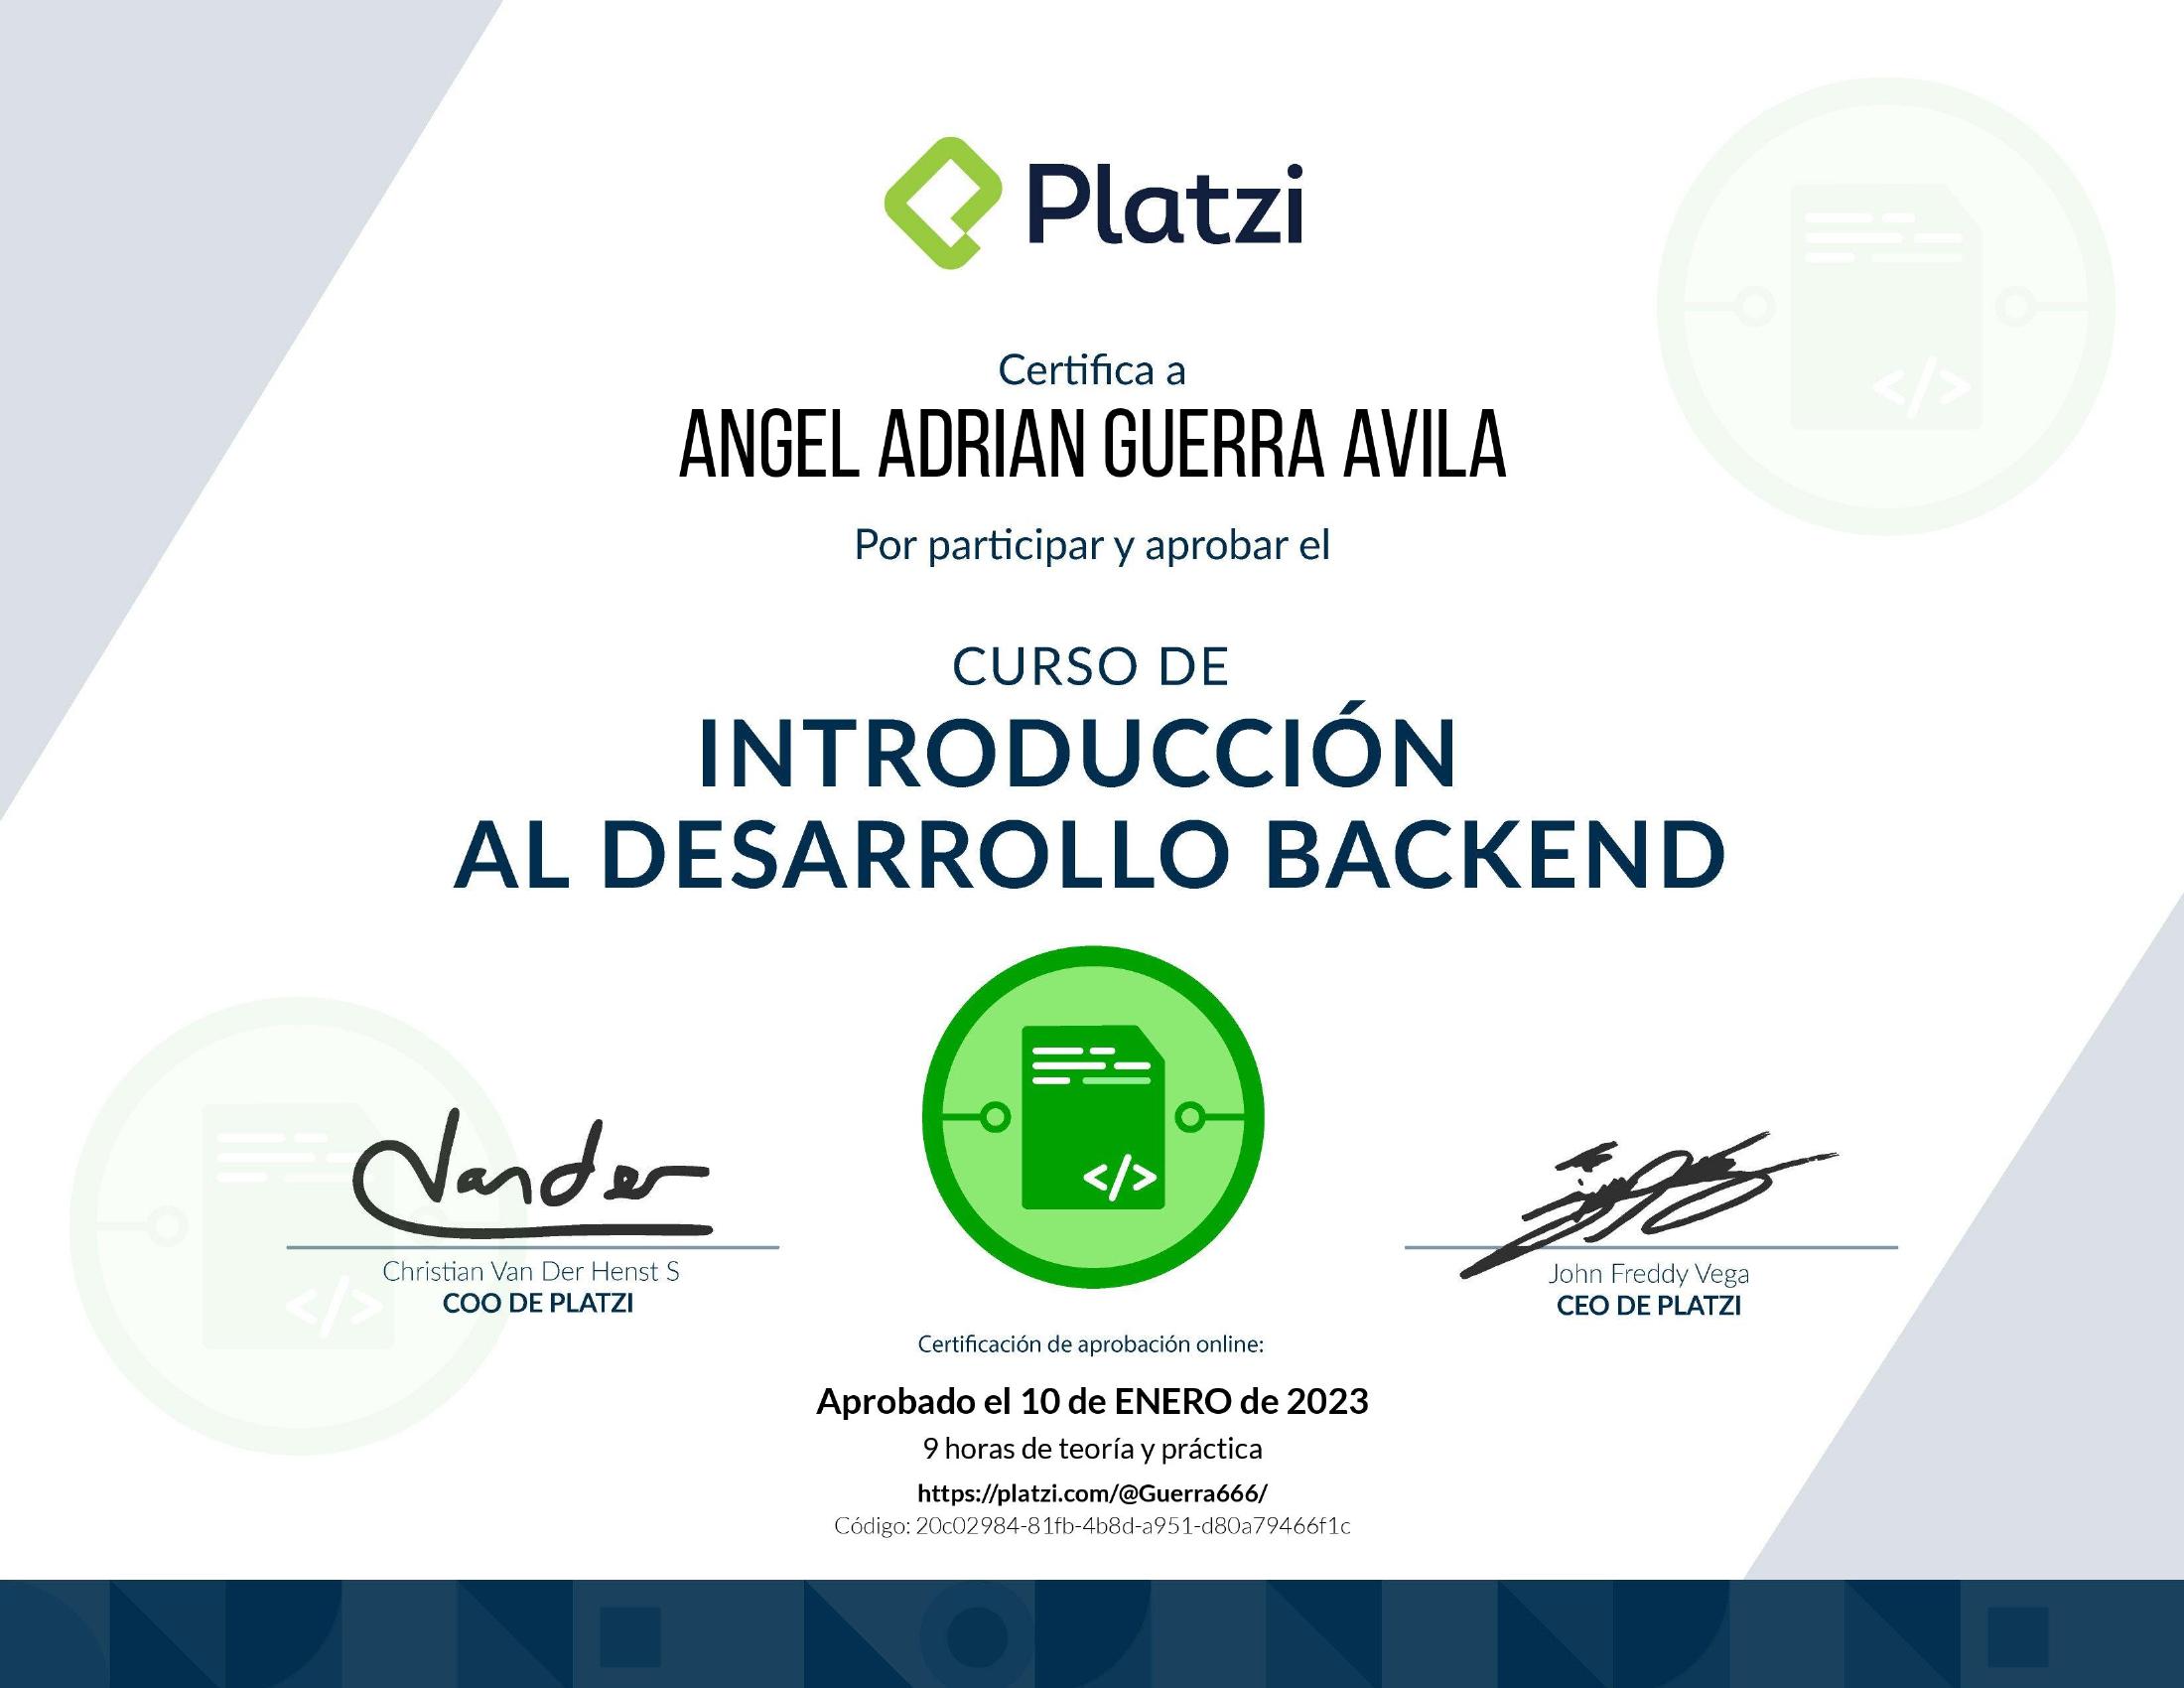 Platzi
Certifica a
ANGEL ADRIAN GUERRA AVILA
Por participar y aprobar el
CURSO DE
INTRODUCCIÓN
AL DESARROLLO BACKEND
</>
</>
Vander
</>
Christian Van Der Henst S
COO DE PLATZI
John Freddy Vega
CEO DE PLATZI
Certificación de aprobación online:
Aprobado el 10 de ENERO de 2023
9 horas de teoría y práctica
https://platzi.com/@Guerra666/
Código: 20c02984-81fb-4b8d-a951-d80a79466f1c